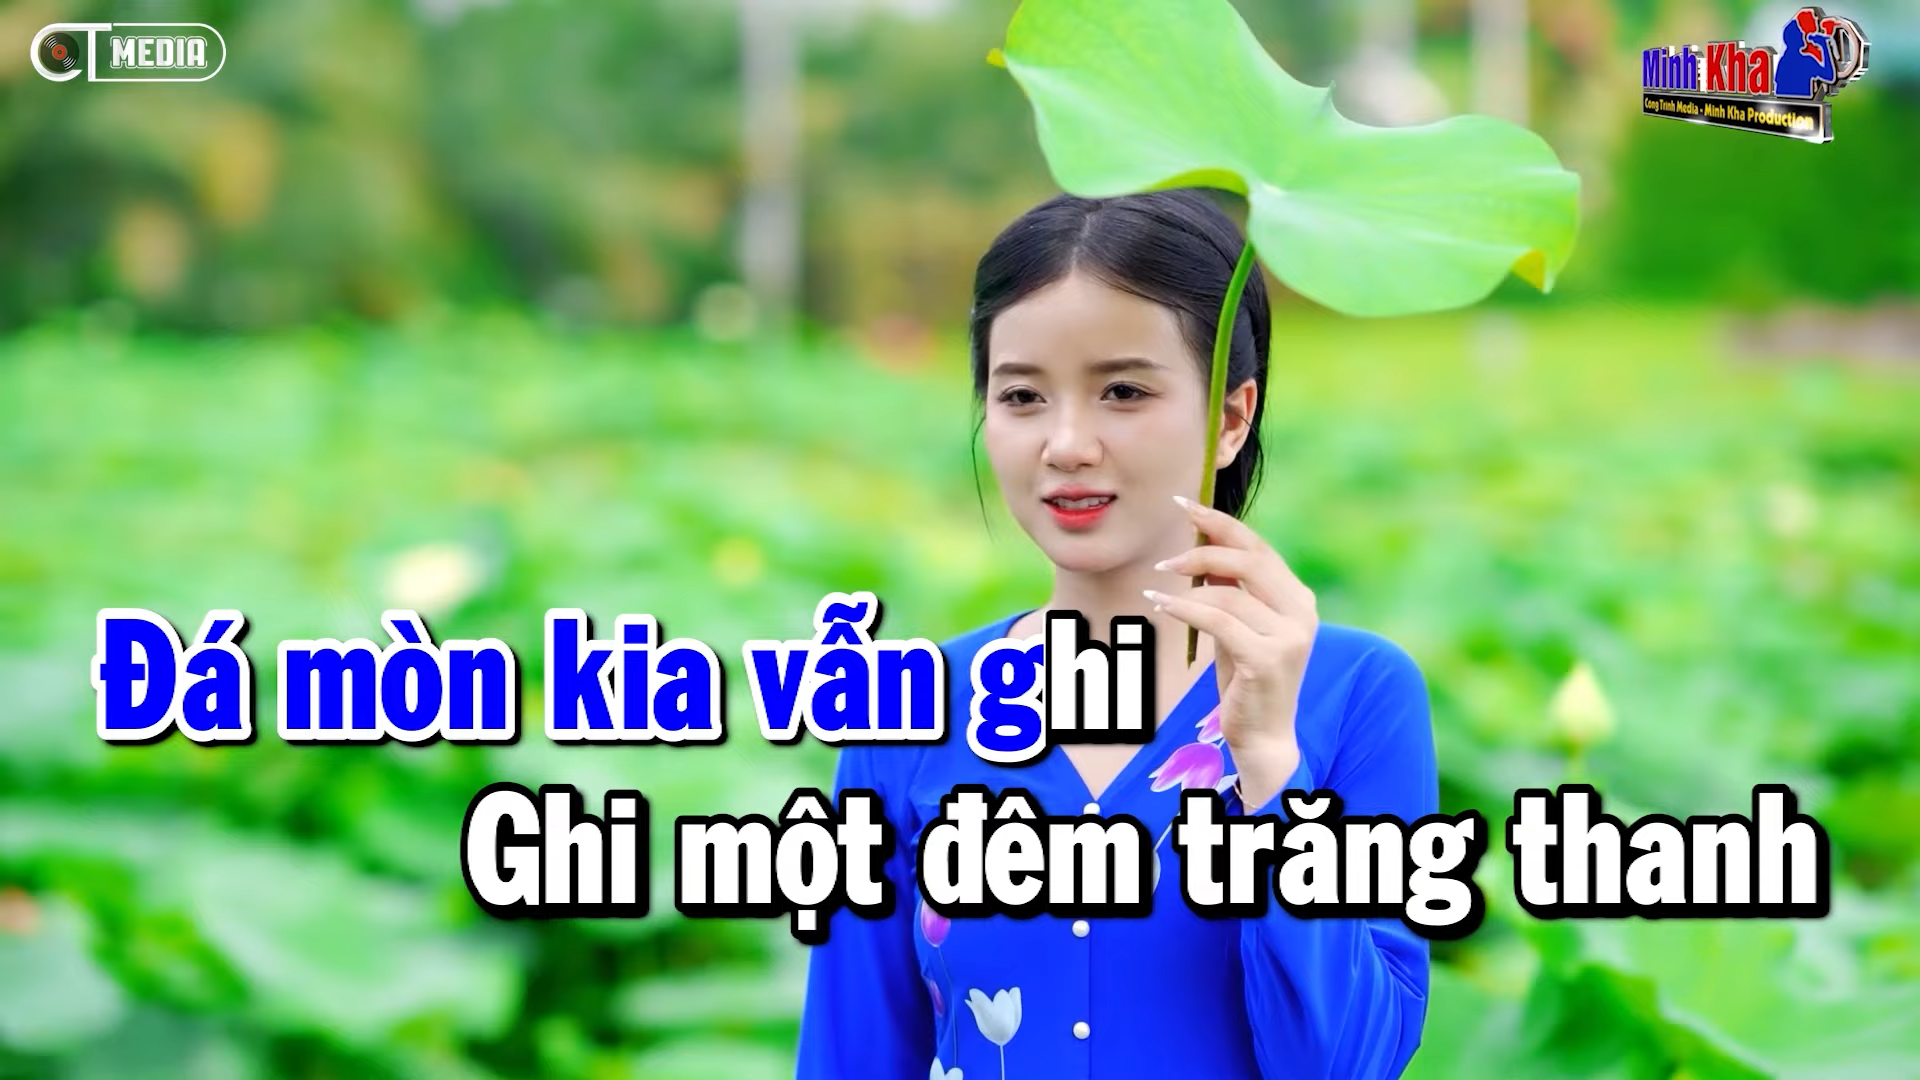 CT MEDIA
Minh Kha
Cong Trinh Media - Minh Kha Production
Đá mòn kia vẫn ghi
Ghi một đêm trăng thanh